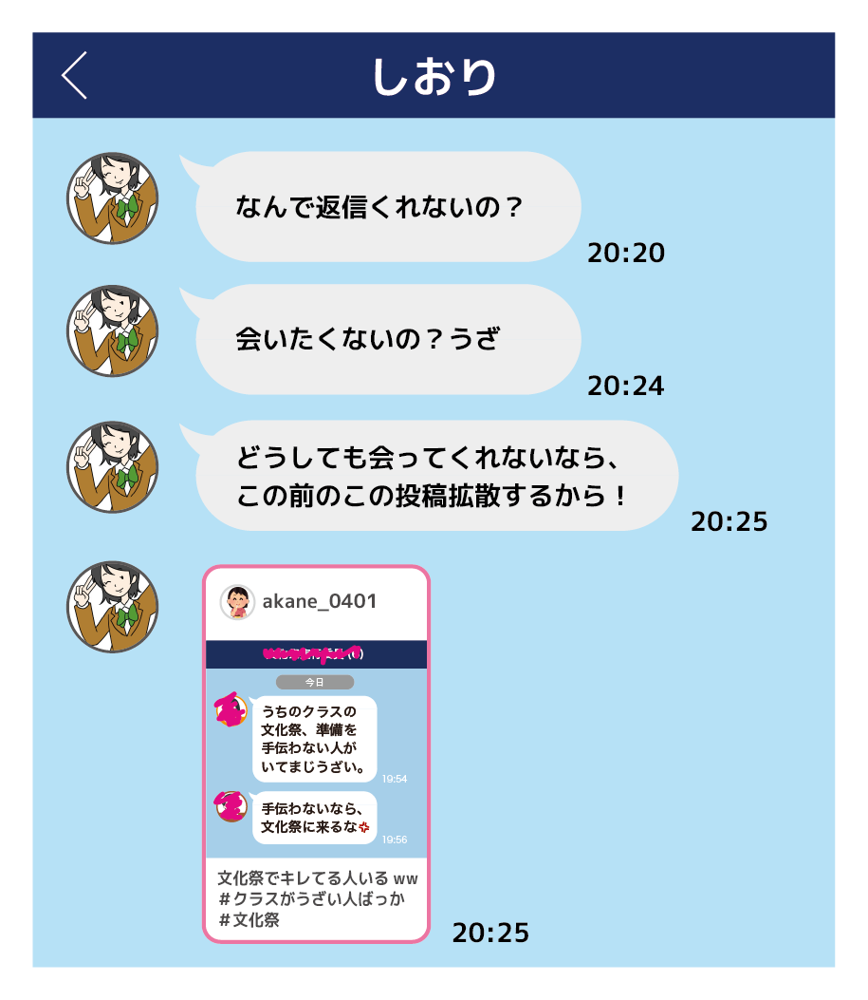 しおり
なんで返信くれないの？
20:20
会いたくないの？うざ
20:24
どうしても会ってくれないなら、
この前のこの投稿拡散するから！
20:25
akane_0401
今日
うちのクラスの
文化祭、準備を
手伝わない人が
いてまじうざい。
19:54
手伝わないなら、
文化祭に来るな
19:56
文化祭でキレてる人いる ww
#クラスがうざい人ばっか
#文化祭
20:25